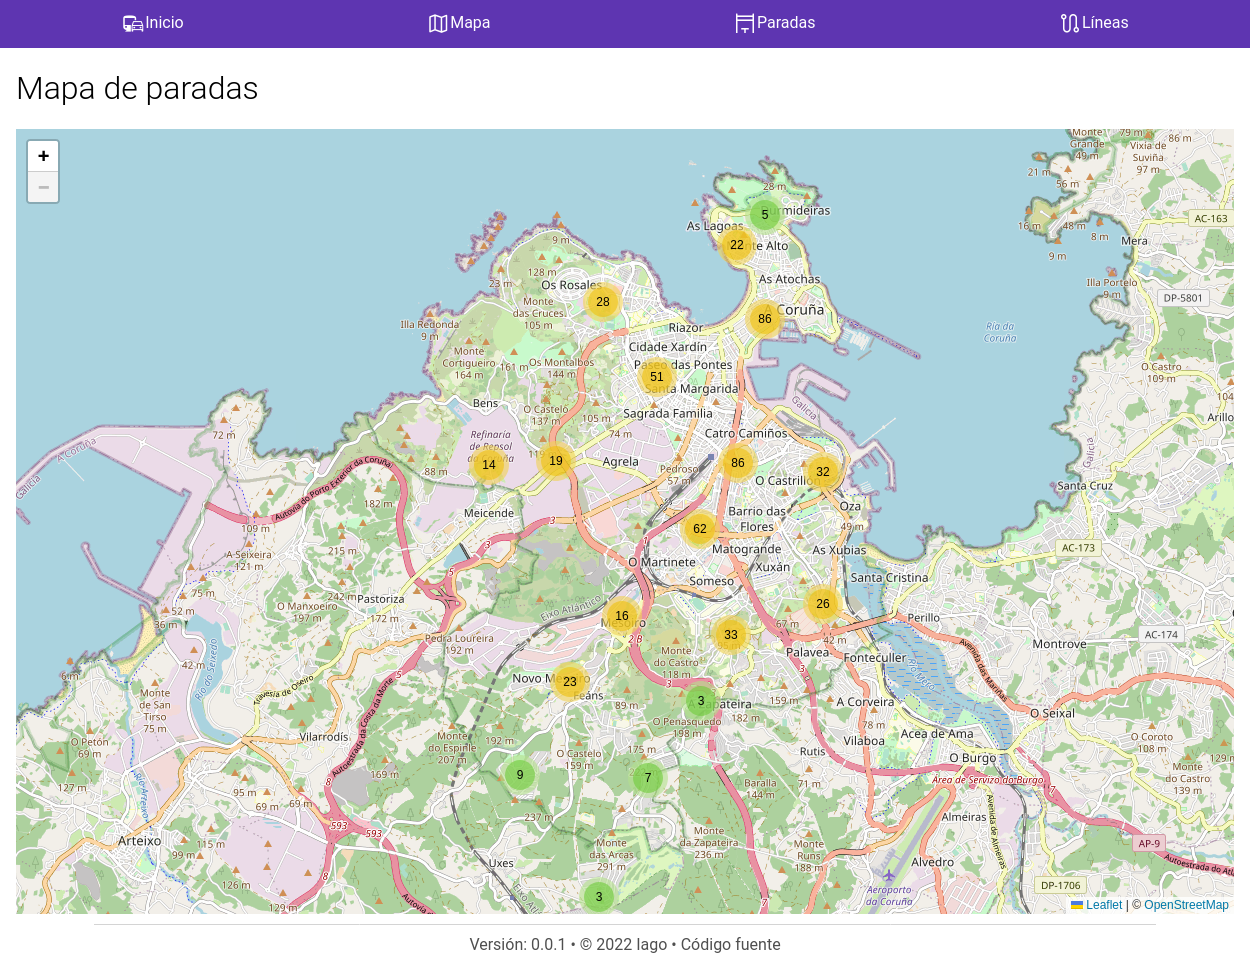 Inicio
Mapa
Paradas
Líneas
Mapa de paradas
+
−
Monte
Grande
49 m
79 m
86 m
Vixía de
Suviña
97 m
21 m
56 m
28 m
5
Durmideiras
As Lagoas
16 m
48 m
8 m
AC-163
Mera
22
Monte Alto
9 m
9 m
128 m
23 m
As Atochas
Illa Portelo
9 m
DP-5801
Os Rosales
28
Monte
das Cruces
105 m
86
A Coruña
Illa Redonda
9 m
Riazor
Ría da
Coruña
Cidade Xardín
Monte
Cortigueiro
164 m
161 m
Os Montalbos
144 m
Paseo das Pontes
51
Santa Margarida
O Castro
109 m
104 m
Bens
O Castelo
137 m
105 m
Sagrada Familia
Galicia
Arillo
72 m
Refinaría
de Repsol
74 m
Catro Camiños
A Coruña
Galicia
Galicia
14
19
Agrela
Pedroso
57 m
86
32
O Castrillón
88 m
Autovía do Porto Exterior da Coruña
182 m
Santa Cruz
Meicende
3
Barrio das
Flores
Oza
49 m
109 m
62
215 m
A Seixeira
121 m
3
1
Matogrande
As Xubias
AC-173
O Martinete
Xuxán
Someso
Santa Cristina
75 m
242 m
Pastoriza
O Manxoeiro
197 m
172 m
Eixo Atlántico
26
52 m
36 m
16
Mesoiro
67 m
Perillo
Pedra Loureira
192 m
2 B
33
42 m
AC-174
Montrove
Monte
do Castro
118 m
Palavea
Fonteculler
42 m
Río do Seixedo
6 m
127 m
Travesía de Oseiro
Novo Mesoiro
23
Feáns
Río Mero
Avenida das Mariñas
Monte
de San
Tirso
75 m
89 m
3
A Zapateira
159 m
A Corveira
O Seixal
182 m
O Penasquedo
198 m
78 m
Autoestrada da Costa da Morte
Vilarrodís
Monte
do Espiñe
207 m
192 m
Acea de Ama
O Petón
69 m
175 m
Vilaboa
O Coroto
108 m
129 m
O Castelo
159 m
Rutis
O Burgo
169 m
9
7
71 m
Área de Servizo do Burgo
Monte
do Castro
139 m
8
Baralla
144 m
Río Arteixo
95 m
69 m
237 m
Avenida de Almeiras
593
593
Almeiras
Arteixo
115 m
99 m
Monte
das Arcas
291 m
Monte
da Zapateira
236 m
Monte
Runs
188 m
AP-9
Uxes
Alvedro
8
126 m
Aeroporto
da Coruña
DP-1706
3
7
129 m
Leaflet | © OpenStreetMap
Versión: 0.0.1 • © 2022 Iago • Código fuente